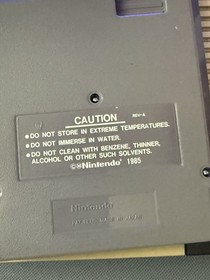 CAUTION
REV-A
•DO NOT STORE IN EXTREME TEMPERATURES.
•DO NOT IMMERSE IN WATER.
•DO NOT CLEAN WITH BENZENE, THINNER,
ALCOHOL OR OTHER SUCH SOLVENTS.
©®Nintendo® 1985
Nintendo